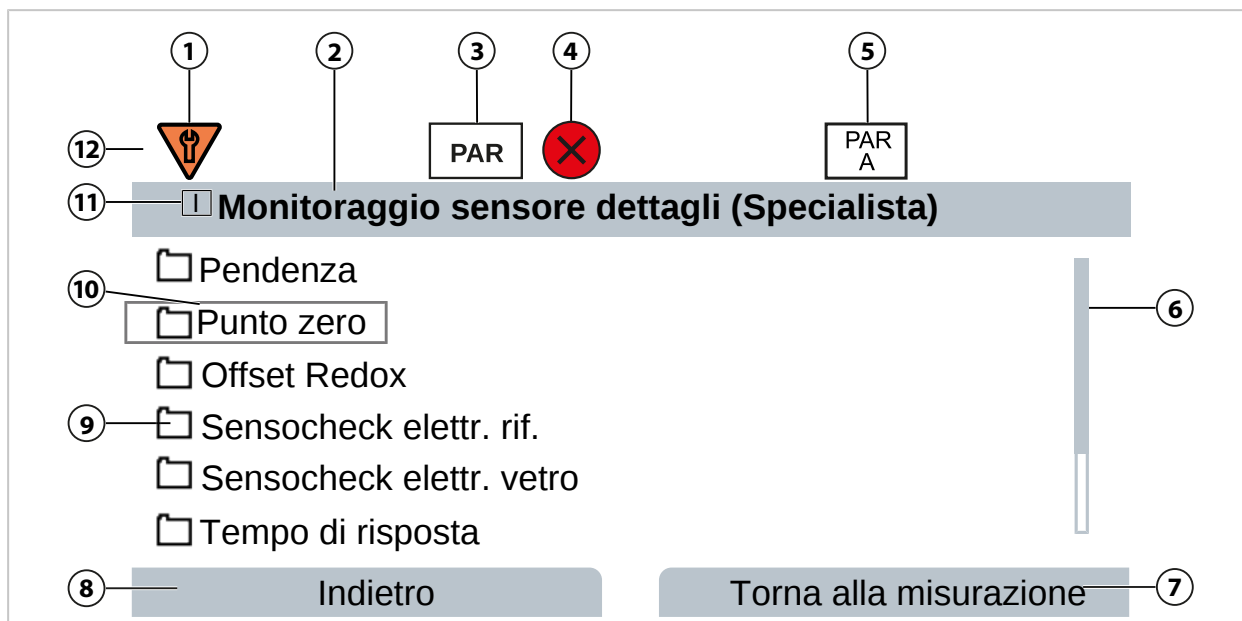 1 2 3 4 5
12 PAR PAR
A
11 I Monitoraggio sensore dettagli (Specialista)
Pendenza
10 Punto zero 6
Offset Redox
9 Sensocheck elettr. rif.
Sensocheck elettr. vetro
Tempo di risposta
8 Indietro Torna alla misurazione 7